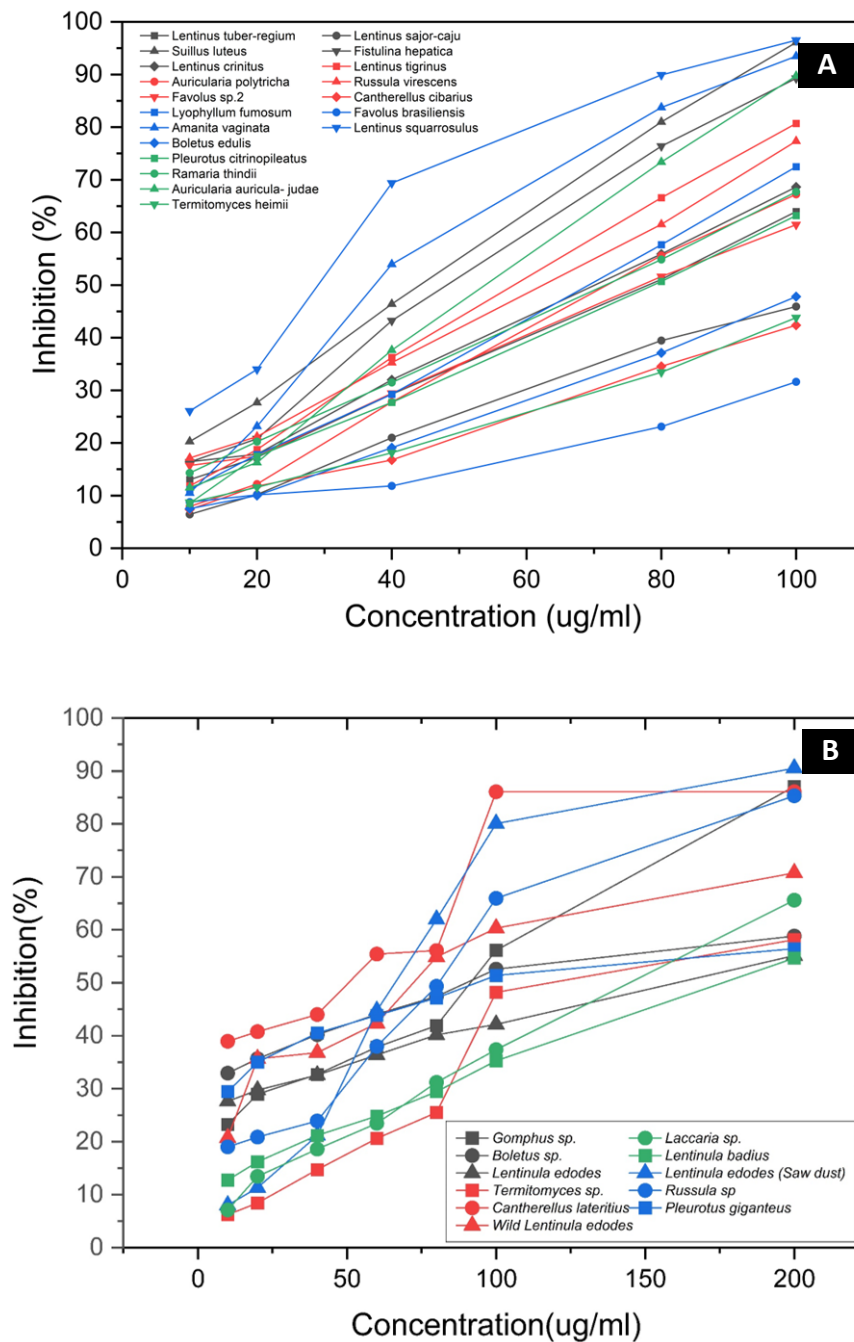 100
90
80
70
60
50
40
30
20
10
0
Inhibition (%)
Lentinus tuber-regium Lentinus sajor-caju
Suillus luteus Fistulina hepatica
Lentinus crinitus Lentinus tigrinus
Auricularia polytricha Russula virescens
Favolus sp.2 Cantherellus cibarius
Lyophyllum fumosum Favolus brasiliensis
Amanita vaginata Lentinus squarrosulus
Boletus edulis
Pleurotus citrinopileatus
Ramaria thindii
Auricularia auricula- judae
Termitomyces heimii
A
0 20 40 60 80 100
Concentration (ug/ml)
100
90
80
70
60
50
40
30
20
10
0
Inhibition(%)
B
Gomphus sp. Laccaria sp.
Boletus sp. Lentinula badius
Lentinula edodes Lentinula edodes (Saw dust)
Termitomyces sp. Russula sp
Cantherellus lateritius Pleurotus giganteus
Wild Lentinula edodes
0 50 100 150 200
Concentration(ug/ml)